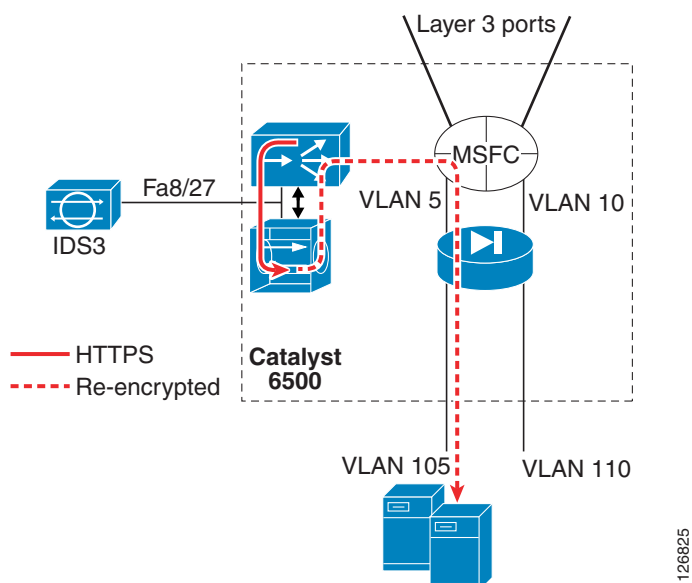 Layer 3 ports
MSFC
Fa8/27
VLAN 5
VLAN 10
IDS3
HTTPS
Re-encrypted
Catalyst
6500
VLAN 105
VLAN 110
126825